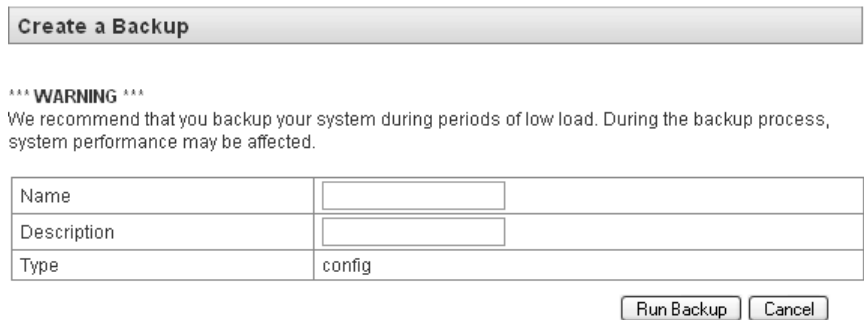 Create a Backup
*** WARNING ***
We recommend that you backup your system during periods of low load. During the backup process,
system performance may be affected.
Name
Description
Type config
Run Backup Cancel